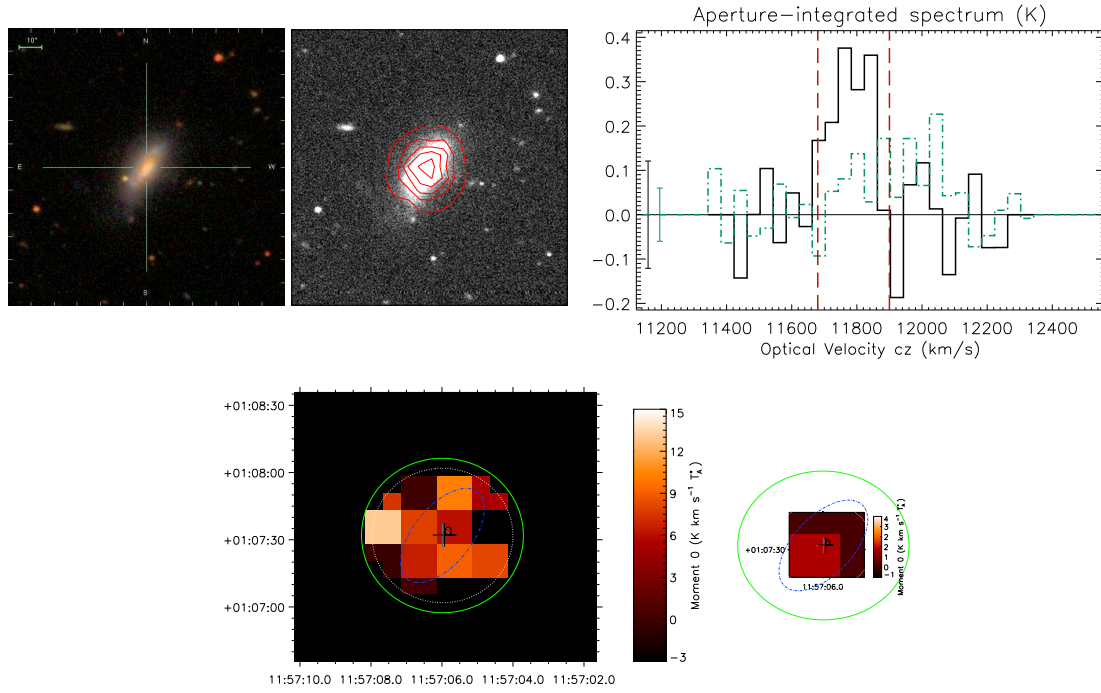 10"
N
E
W
S
Aperture-integrated spectrum (K)
0.4
0.3
0.2
0.1
0.0
-0.1
-0.2
11200 11400 11600 11800 12000 12200 12400
Optical Velocity cz (km/s)
+01:08:30
+01:08:00
+01:07:30
+01:07:00
11:57:10.0 11:57:08.0 11:57:06.0 11:57:04.0 11:57:02.0
15
12
9
6
3
0
-3
Moment 0 (K km s⁻¹ T*A)
b
+01:07:30
11:57:06.0
4
3
2
1
0
-1
Moment 0 (K km s⁻¹ T*A)